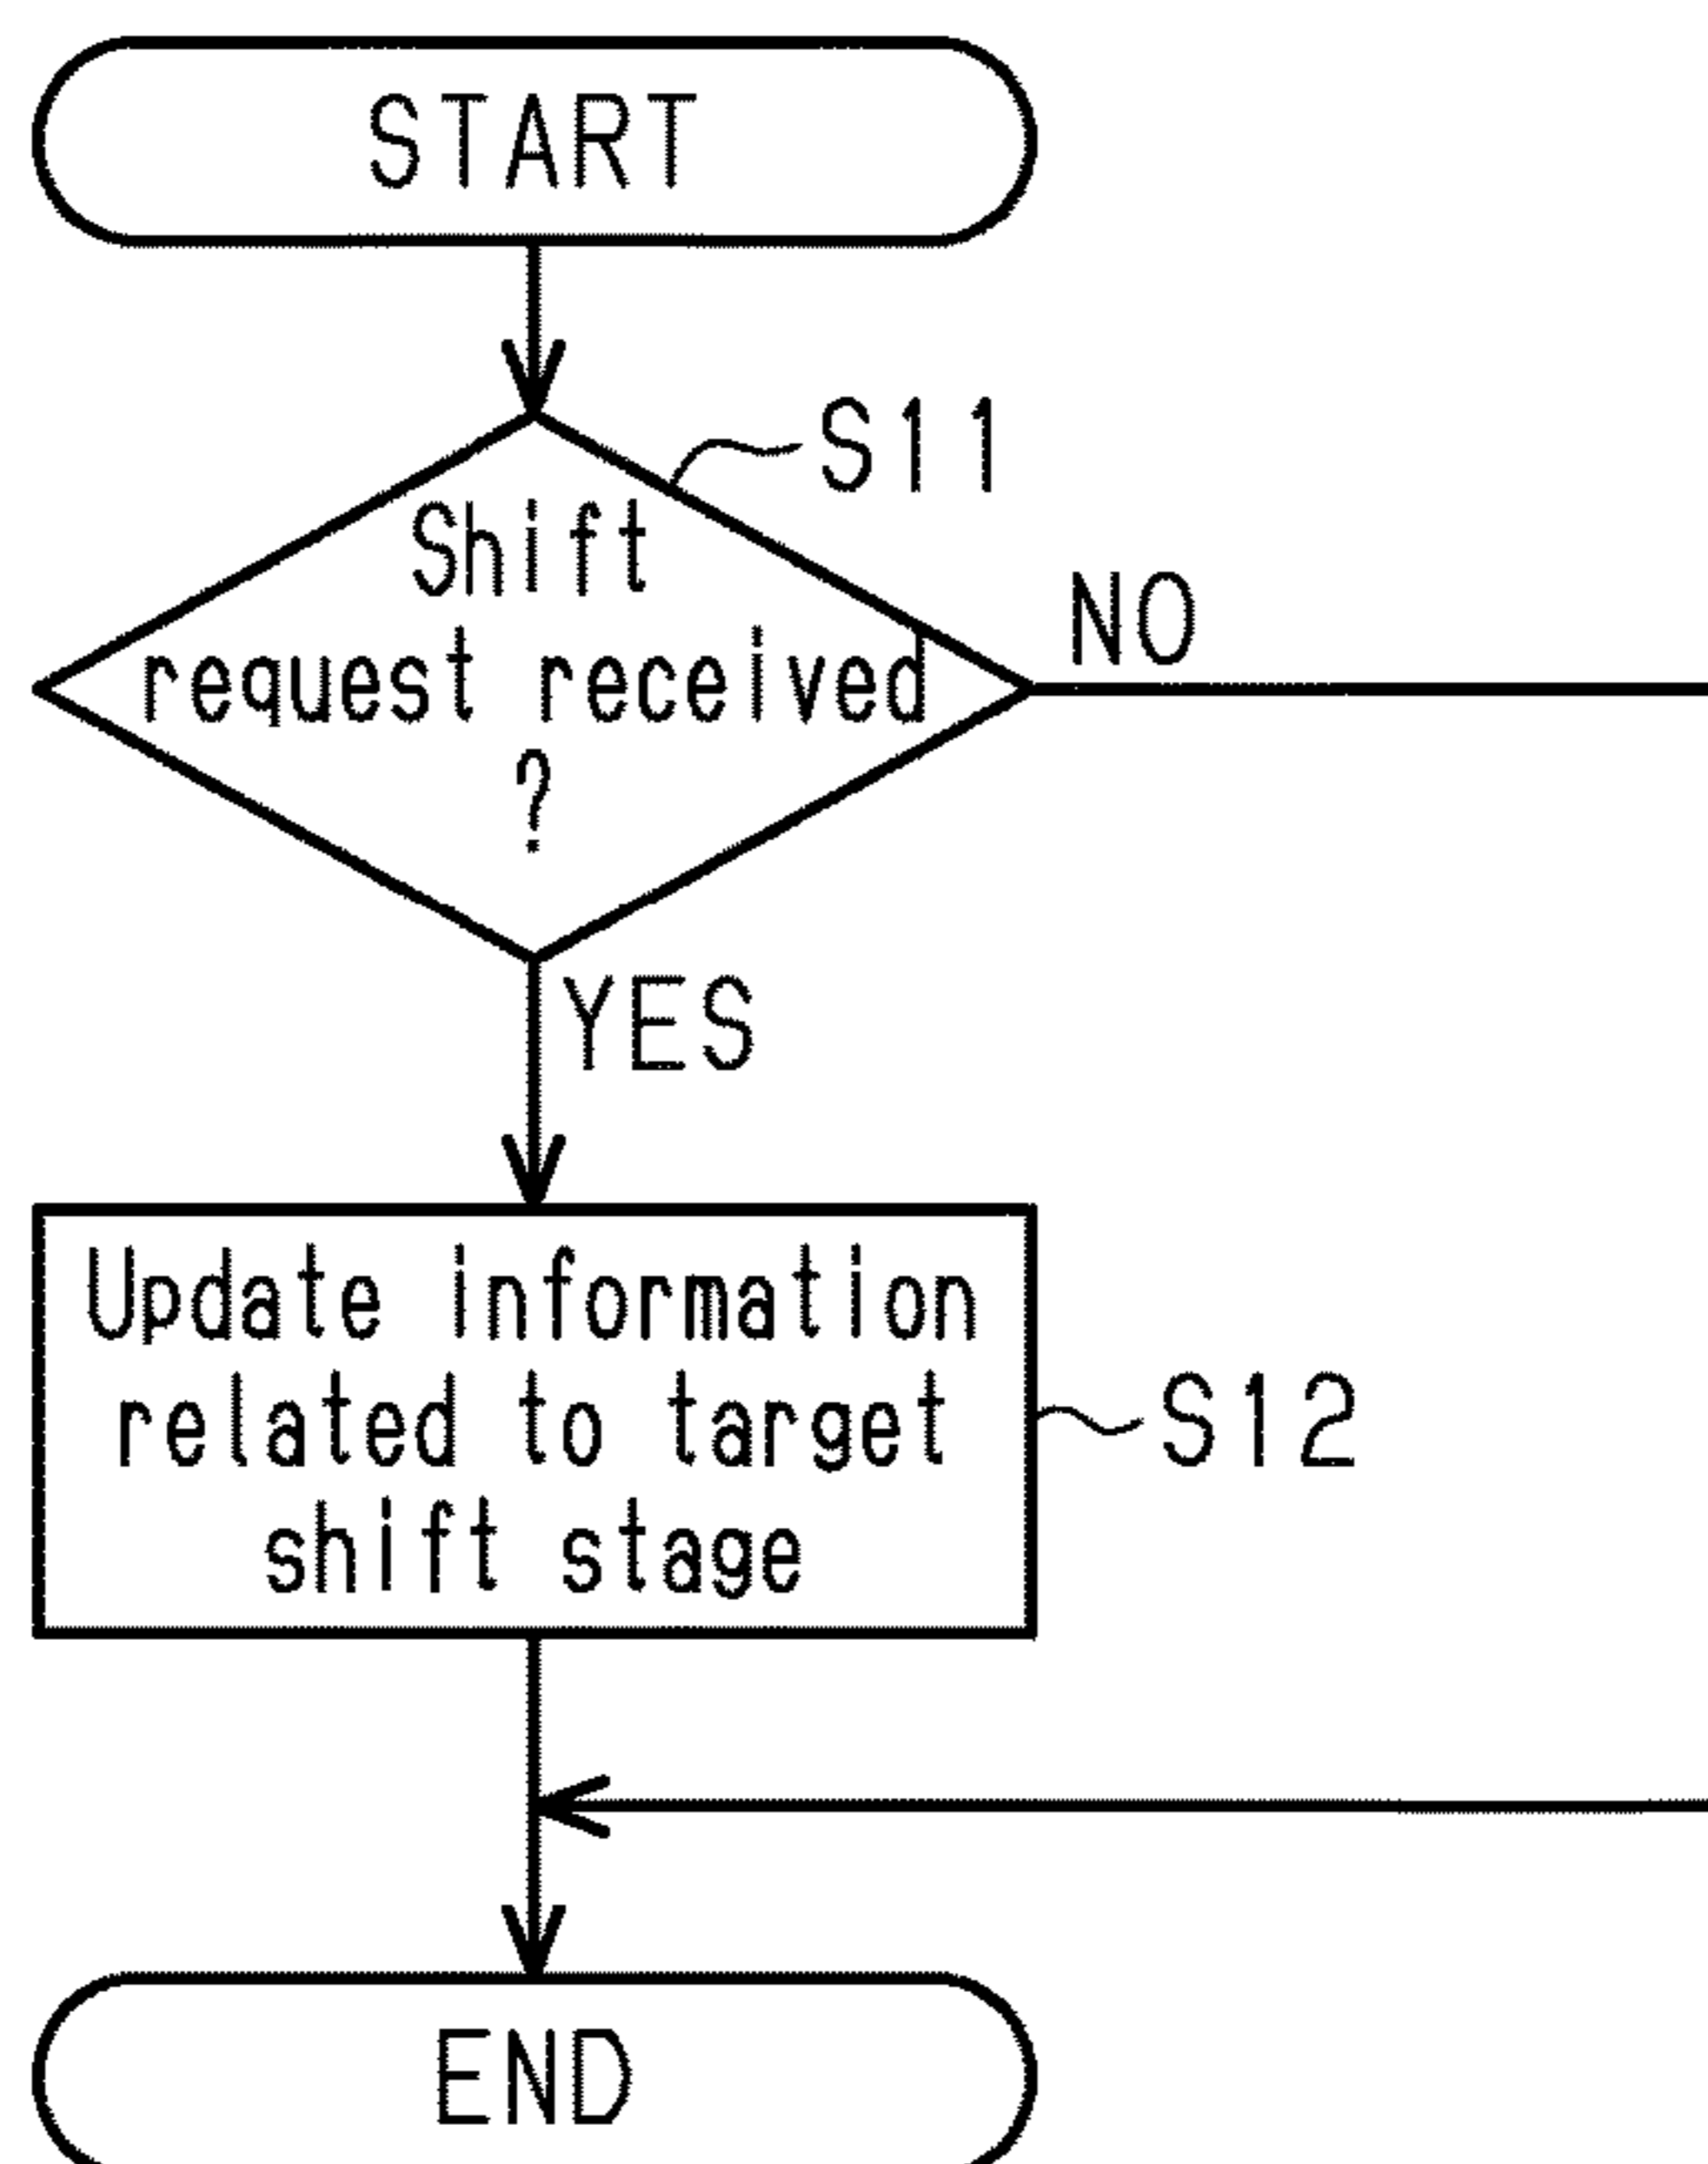 START
S11
Shift
request received
?
NO
YES
Update information
related to target
shift stage
S12
END